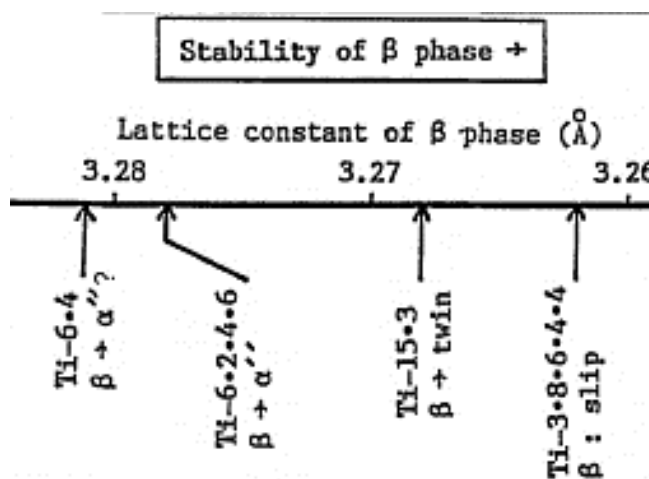 Stability of β phase →
Lattice constant of β phase (Å)
3.28 3.27 3.26
Ti-6•4
β → α″?
Ti-6•2•4•6
β → α″
Ti-15•3
β → twin
Ti-3•8•6•4•4
β : slip